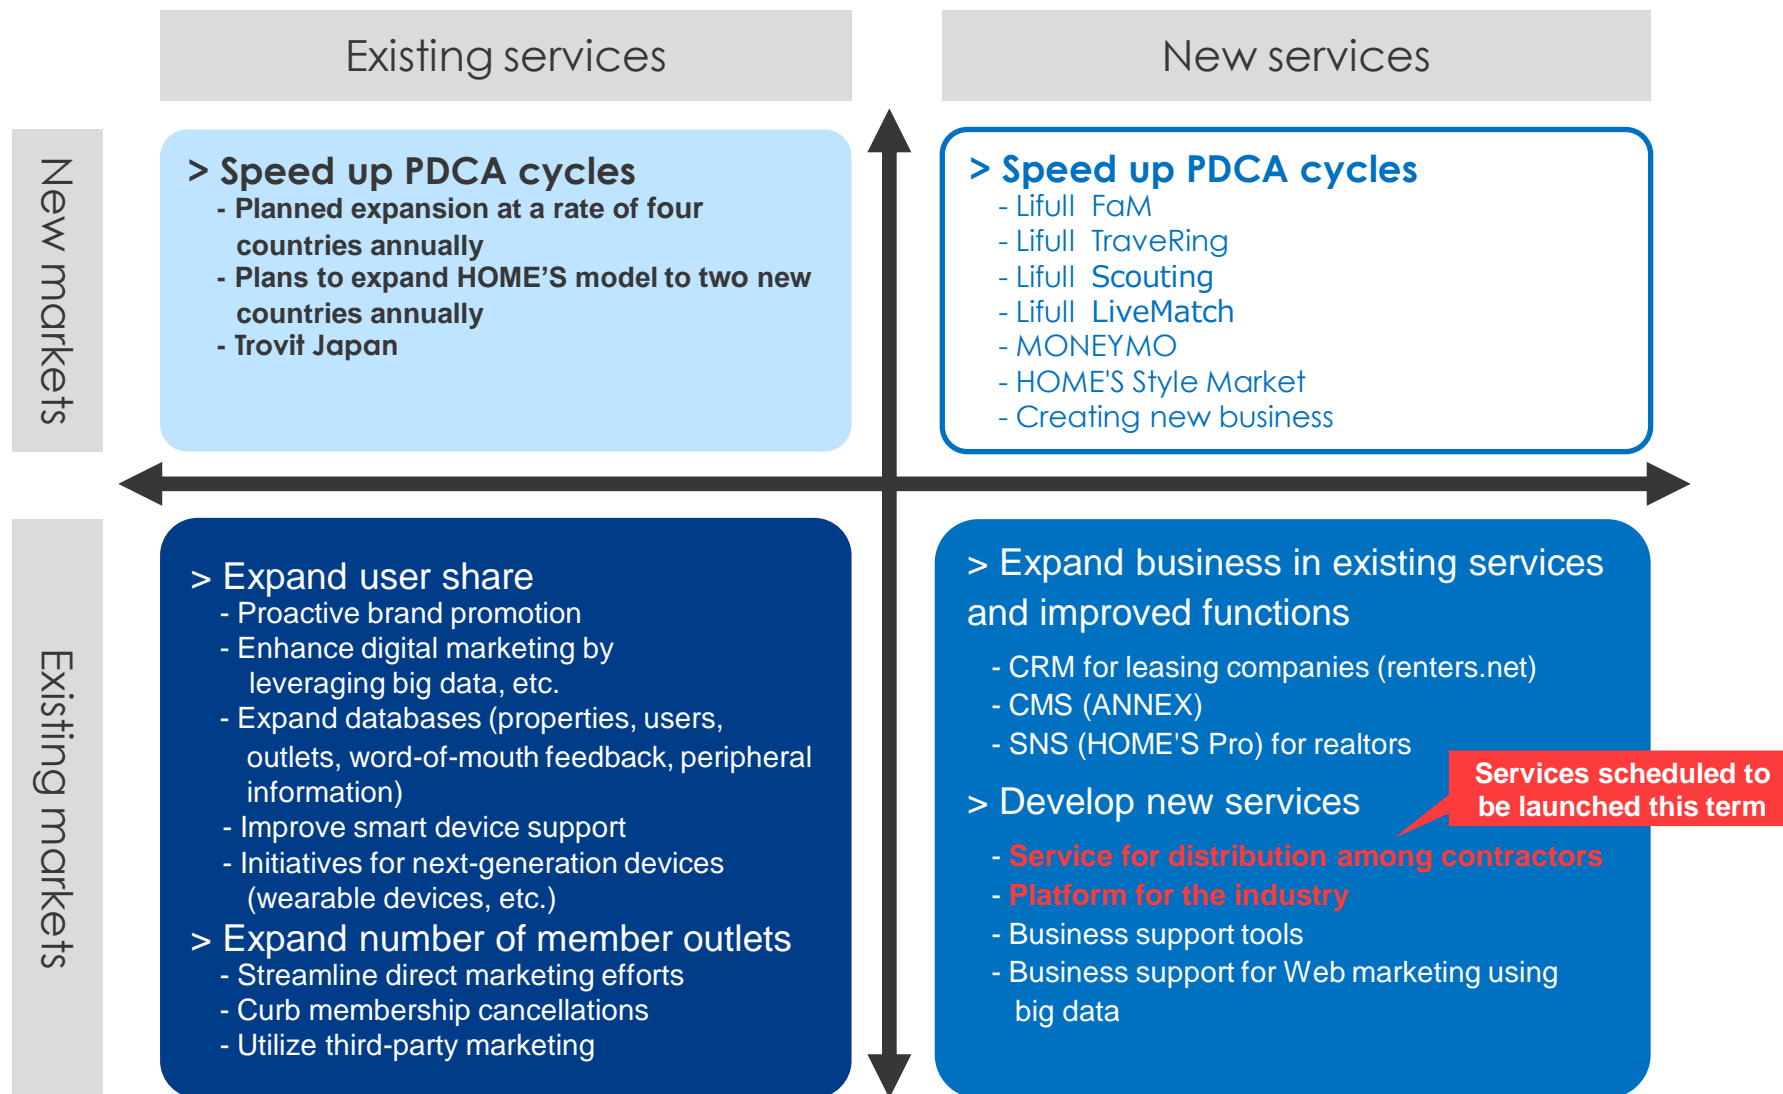 Existing services
New services
New markets
> Speed up PDCA cycles
- Planned expansion at a rate of four
countries annually
- Plans to expand HOME’S model to two new
countries annually
- Trovit Japan
> Speed up PDCA cycles
- Lifull FaM
- Lifull TraveRing
- Lifull Scouting
- Lifull LiveMatch
- MONEYMO
- HOME'S Style Market
- Creating new business
Existing markets
> Expand user share
- Proactive brand promotion
- Enhance digital marketing by
leveraging big data, etc.
- Expand databases (properties, users,
outlets, word-of-mouth feedback, peripheral
information)
- Improve smart device support
- Initiatives for next-generation devices
(wearable devices, etc.)
> Expand number of member outlets
- Streamline direct marketing efforts
- Curb membership cancellations
- Utilize third-party marketing
> Expand business in existing services
and improved functions
- CRM for leasing companies (renters.net)
- CMS (ANNEX)
- SNS (HOME'S Pro) for realtors
Services scheduled to
be launched this term
> Develop new services
- Service for distribution among contractors
- Platform for the industry
- Business support tools
- Business support for Web marketing using
big data